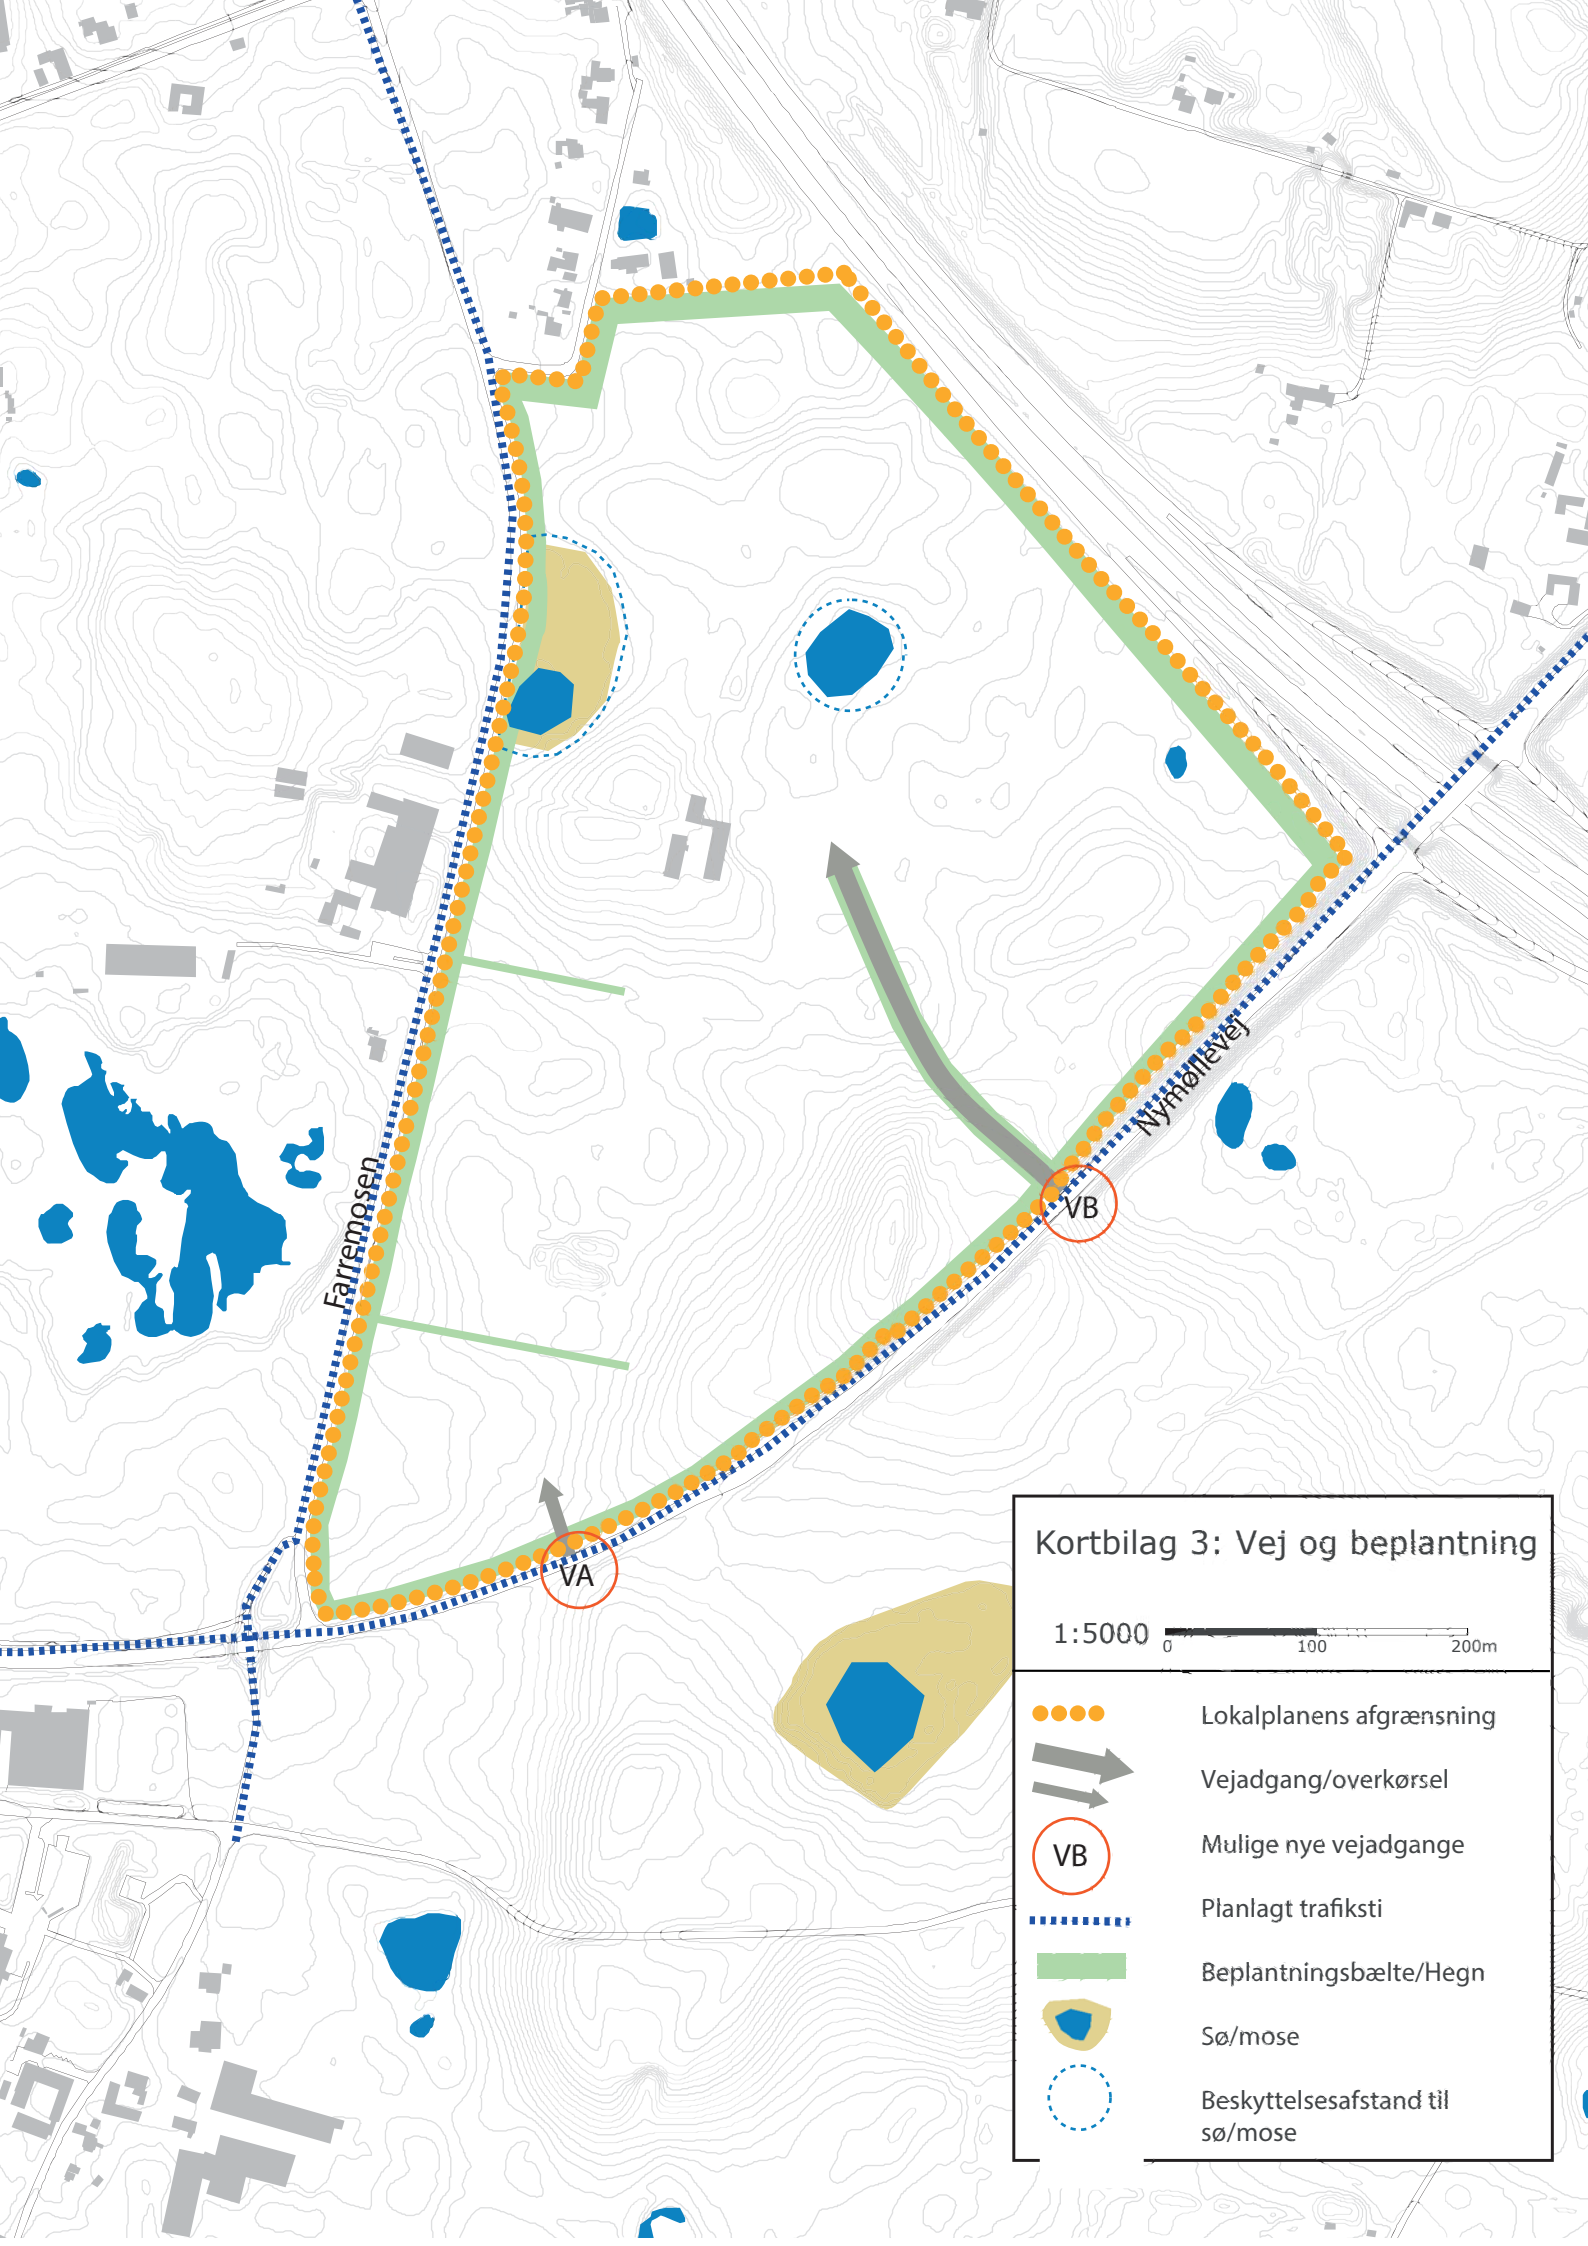 Nymøllevej
Farremosen
VB
VA
Kortbilag 3: Vej og beplantning
1:5000
0 100 200m
Lokalplanens afgrænsning
Vejadgang/overkørsel
VB
Mulige nye vejadgange
Planlagt trafiksti
Beplantningsbælte/Hegn
Sø/mose
Beskyttelsesafstand til
sø/mose